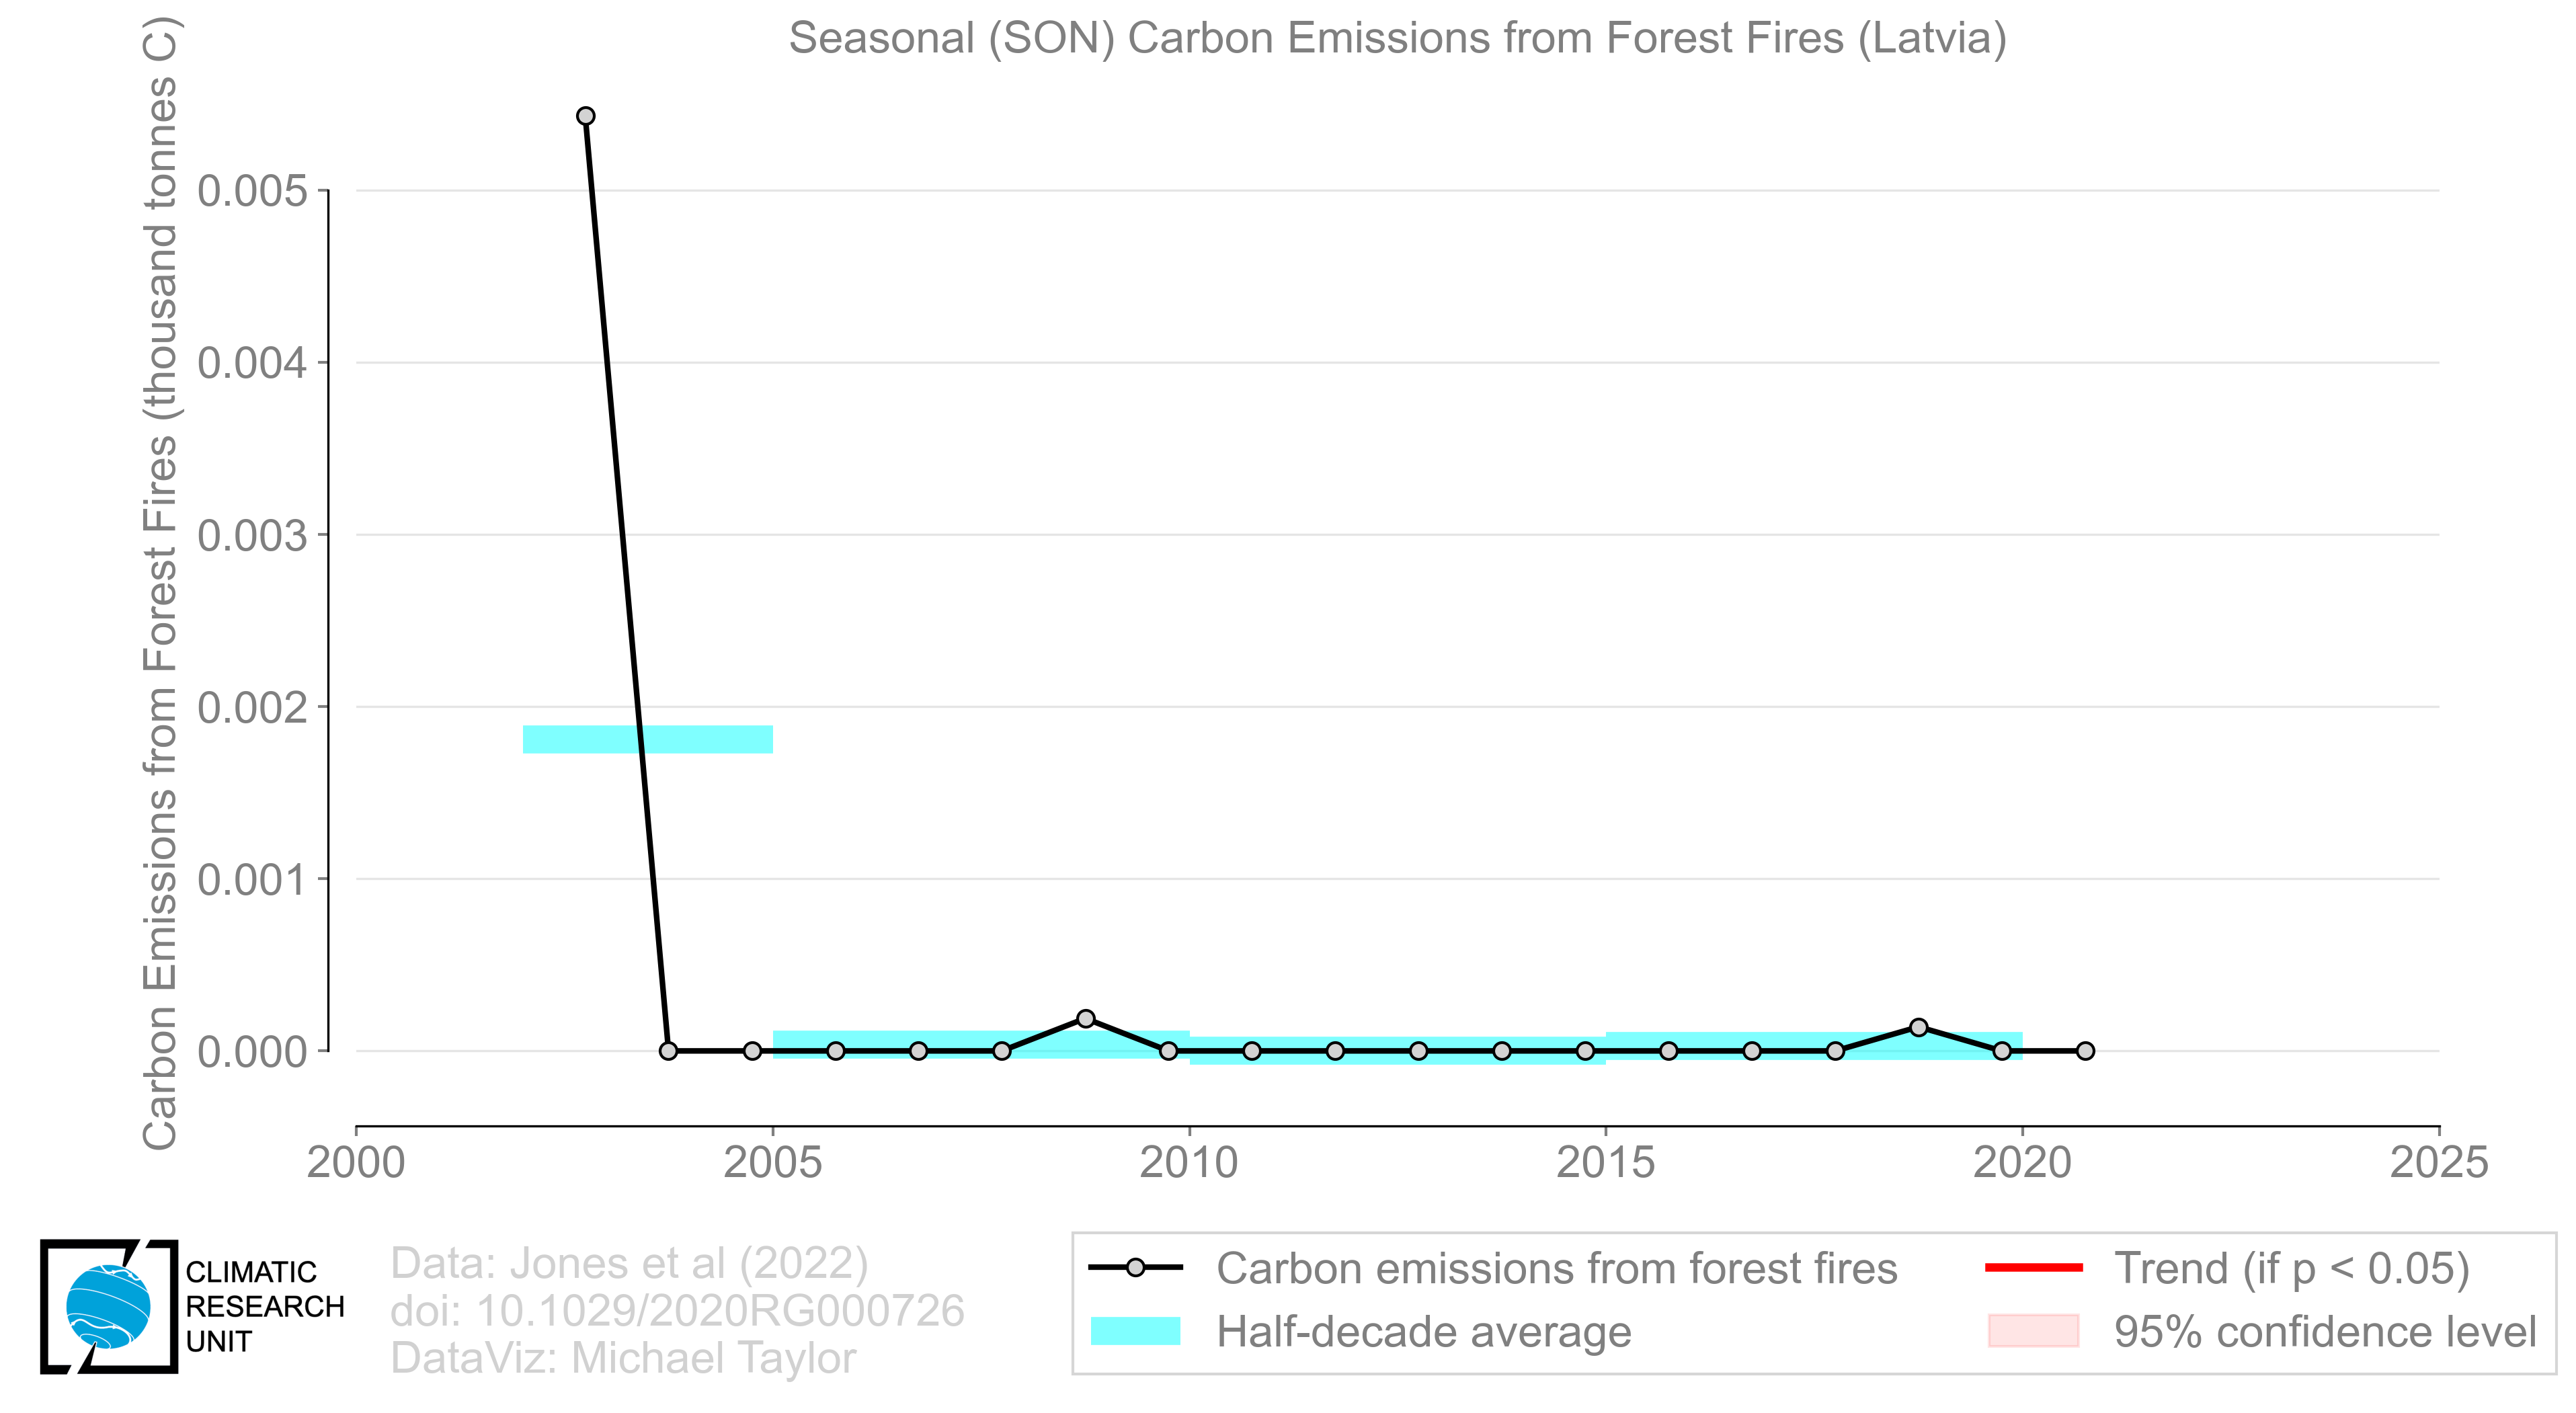 Seasonal (SON) Carbon Emissions from Forest Fires (Latvia)
Carbon Emissions from Forest Fires (thousand tonnes C)
0.005
0.004
0.003
0.002
0.001
0.000
2000 2005 2010 2015 2020 2025
CLIMATIC
RESEARCH
UNIT
Data: Jones et al (2022)
doi: 10.1029/2020RG000726
DataViz: Michael Taylor
Carbon emissions from forest fires
Half-decade average
Trend (if p < 0.05)
95% confidence level